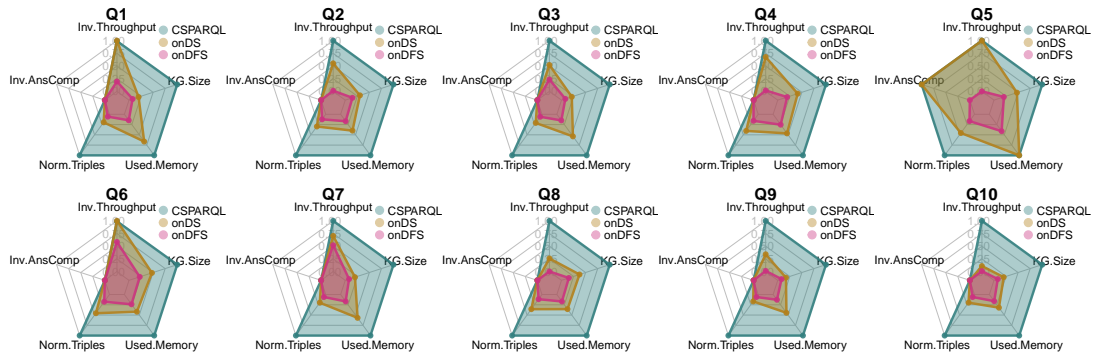 Q1
Inv.Throughput
CSPARQL
onDS
onDFS
KG.Size
Inv.AnsComp
Norm.Triples
Used.Memory
Q2
Inv.Throughput
CSPARQL
onDS
onDFS
KG.Size
Inv.AnsComp
Norm.Triples
Used.Memory
Q3
Inv.Throughput
CSPARQL
onDS
onDFS
KG.Size
Inv.AnsComp
Norm.Triples
Used.Memory
Q4
Inv.Throughput
CSPARQL
onDS
onDFS
KG.Size
Inv.AnsComp
Norm.Triples
Used.Memory
Q5
Inv.Throughput
CSPARQL
onDS
onDFS
KG.Size
Inv.AnsComp
Norm.Triples
Used.Memory
Q6
Inv.Throughput
CSPARQL
onDS
onDFS
KG.Size
Inv.AnsComp
Norm.Triples
Used.Memory
Q7
Inv.Throughput
CSPARQL
onDS
onDFS
KG.Size
Inv.AnsComp
Norm.Triples
Used.Memory
Q8
Inv.Throughput
CSPARQL
onDS
onDFS
KG.Size
Inv.AnsComp
Norm.Triples
Used.Memory
Q9
Inv.Throughput
CSPARQL
onDS
onDFS
KG.Size
Inv.AnsComp
Norm.Triples
Used.Memory
Q10
Inv.Throughput
CSPARQL
onDS
onDFS
KG.Size
Inv.AnsComp
Norm.Triples
Used.Memory